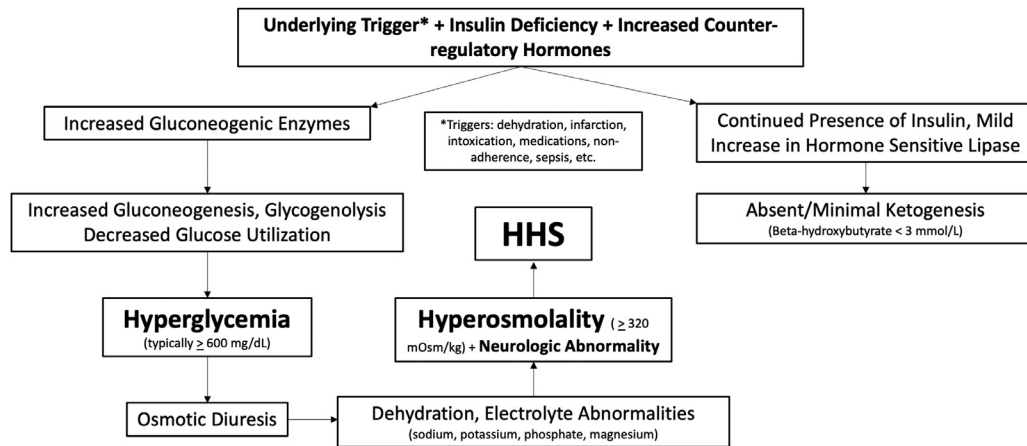 Underlying Trigger* + Insulin Deficiency + Increased Counter-
regulatory Hormones
Increased Gluconeogenic Enzymes
*Triggers: dehydration, infarction,
intoxication, medications, non-
adherence, sepsis, etc.
Continued Presence of Insulin, Mild
Increase in Hormone Sensitive Lipase
Increased Gluconeogenesis, Glycogenolysis
Decreased Glucose Utilization
Absent/Minimal Ketogenesis
(Beta-hydroxybutyrate < 3 mmol/L)
HHS
Hyperglycemia
(typically ≥ 600 mg/dL)
Hyperosmolality ( ≥ 320
mOsm/kg) + Neurologic Abnormality
Osmotic Diuresis
Dehydration, Electrolyte Abnormalities
(sodium, potassium, phosphate, magnesium)